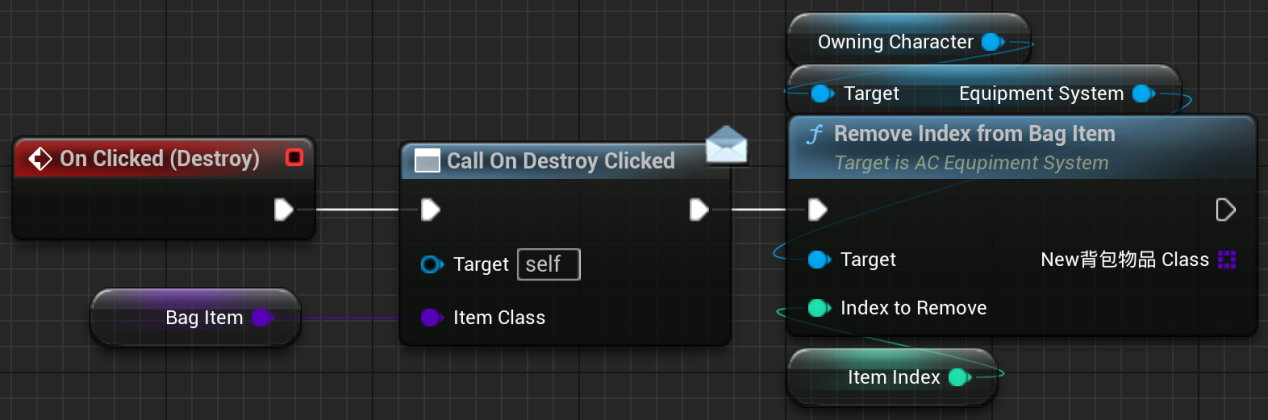 Owning Character
Target Equipment System
On Clicked (Destroy)
Call On Destroy Clicked
f Remove Index from Bag Item
Target is AC Equpiment System
Target self
Target New背包物品 Class
Index to Remove
Bag Item
Item Class
Item Index